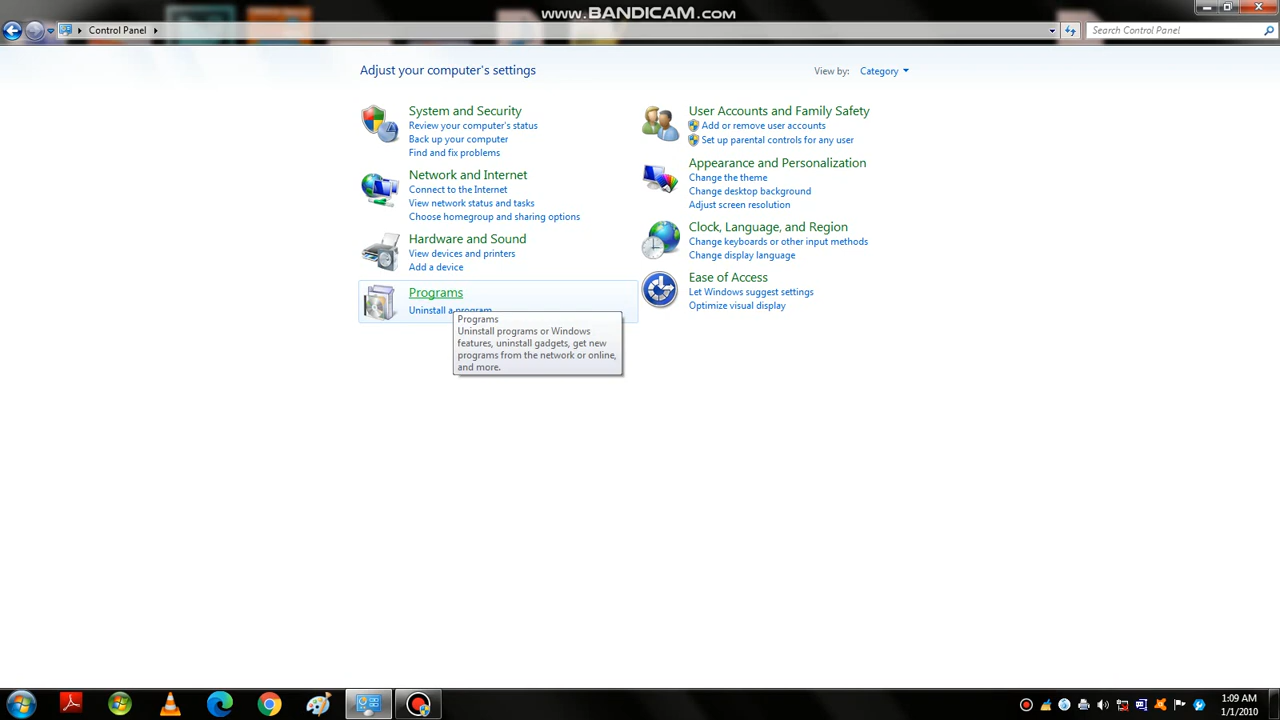 www.BANDICAM.com
Control Panel
Search Control Panel
Adjust your computer's settings
View by: Category
System and Security
Review your computer's status
Back up your computer
Find and fix problems
Network and Internet
Connect to the Internet
View network status and tasks
Choose homegroup and sharing options
Hardware and Sound
View devices and printers
Add a device
Programs
Uninstall a program
Programs
Uninstall programs or Windows
features, uninstall gadgets, get new
programs from the network or online,
and more.
User Accounts and Family Safety
Add or remove user accounts
Set up parental controls for any user
Appearance and Personalization
Change the theme
Change desktop background
Adjust screen resolution
Clock, Language, and Region
Change keyboards or other input methods
Change display language
Ease of Access
Let Windows suggest settings
Optimize visual display
1:09 AM
1/1/2010